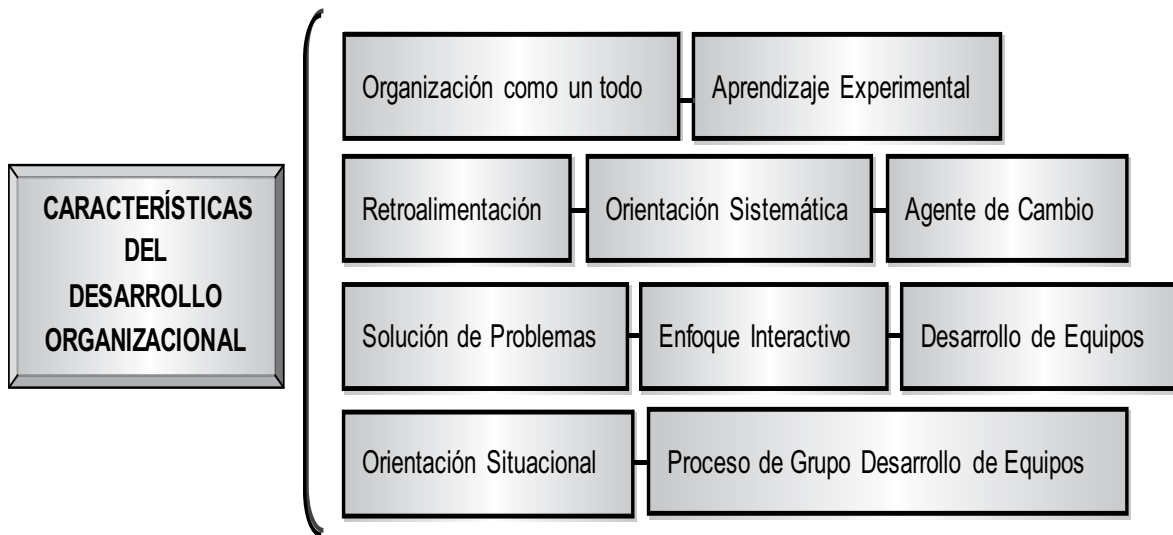 CARACTERÍSTICAS
DEL
DESARROLLO
ORGANIZACIONAL
Organización como un todo
Aprendizaje Experimental
Retroalimentación
Orientación Sistemática
Agente de Cambio
Solución de Problemas
Enfoque Interactivo
Desarrollo de Equipos
Orientación Situacional
Proceso de Grupo Desarrollo de Equipos